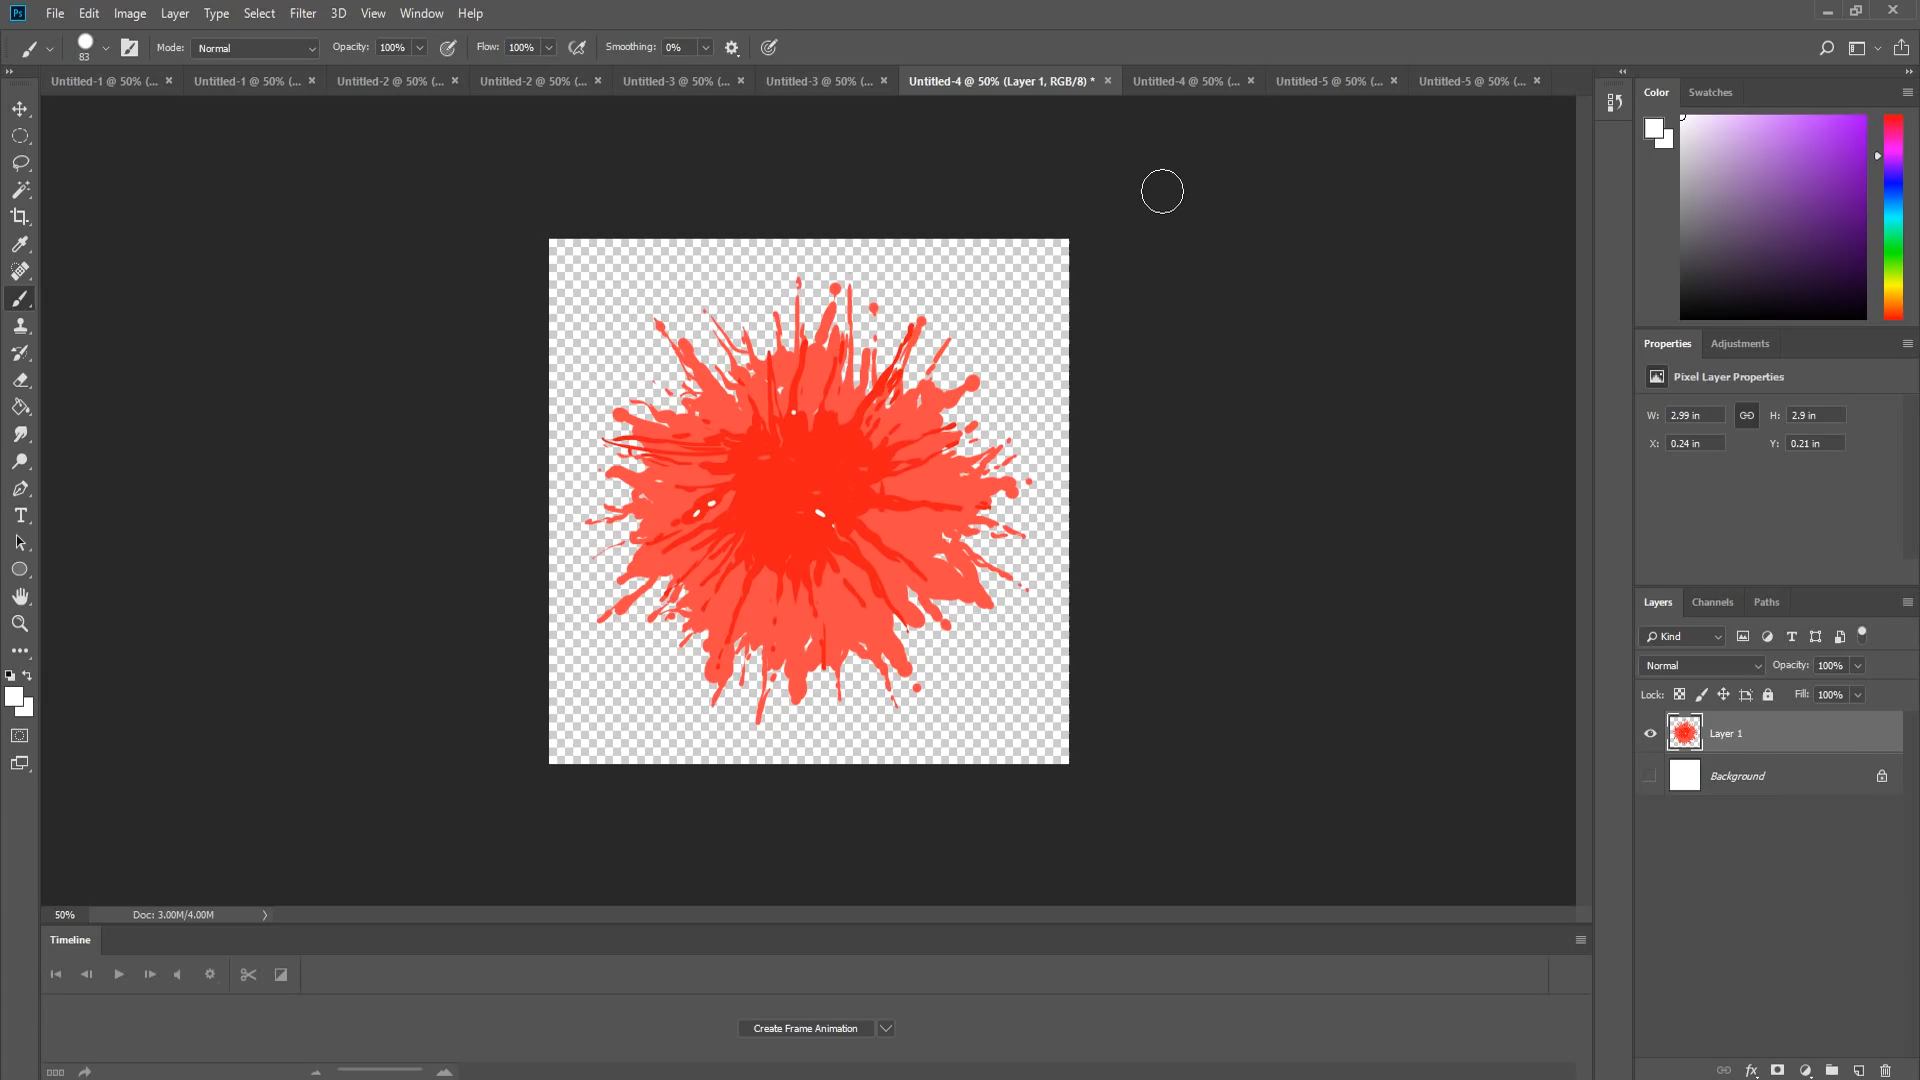 Ps File Edit Image Layer Type Select Filter 3D View Window Help
83 Mode: Normal Opacity: 100% Flow: 100% Smoothing: 0%
Untitled-1 @ 50% (... × Untitled-1 @ 50% (... × Untitled-2 @ 50% (... × Untitled-2 @ 50% (... × Untitled-3 @ 50% (... × Untitled-3 @ 50% (... × Untitled-4 @ 50% (Layer 1, RGB/8) * × Untitled-4 @ 50% (... × Untitled-5 @ 50% (... × Untitled-5 @ 50% (... ×
Color Swatches
Properties Adjustments
Pixel Layer Properties
W: 2.99 in H: 2.9 in
X: 0.24 in Y: 0.21 in
Layers Channels Paths
Kind
Normal Opacity: 100%
Lock: Fill: 100%
Layer 1
Background
50% Doc: 3.00M/4.00M
Timeline
Create Frame Animation